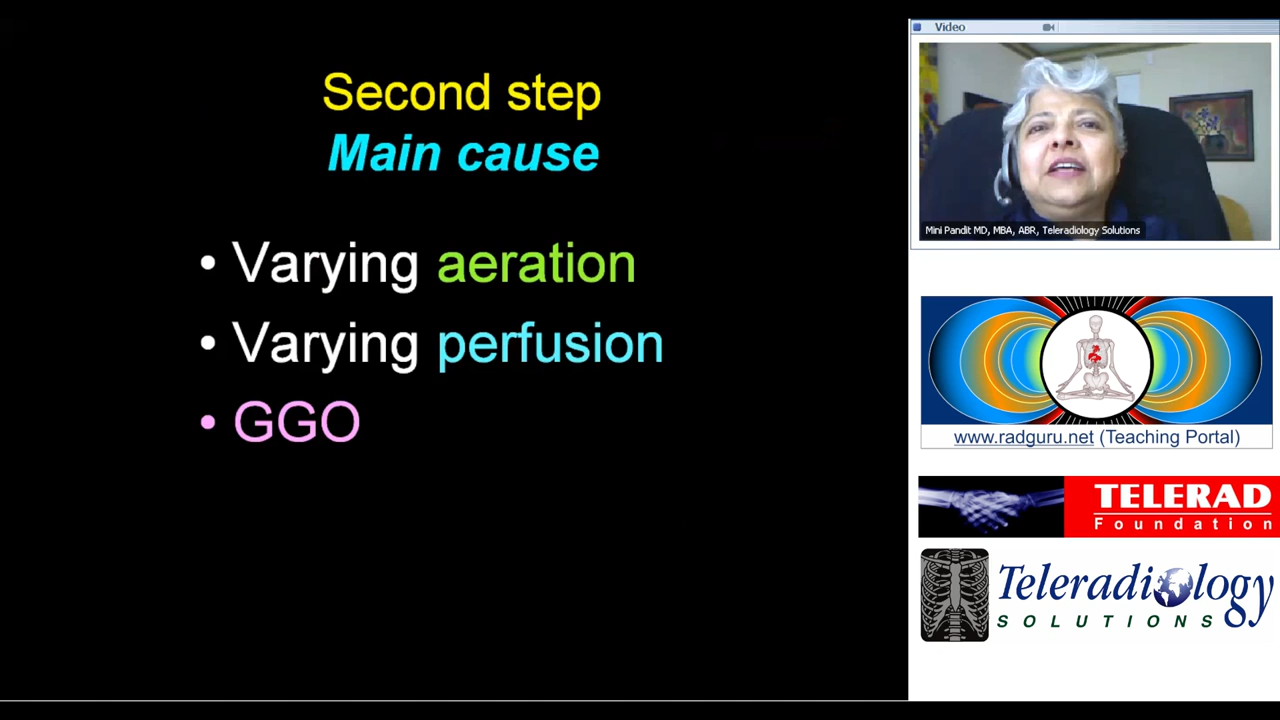 Second step
Main cause
• Varying aeration
• Varying perfusion
• GGO
Video
Mini Pandit MD, MBA, ABR, Teleradiology Solutions
www.radguru.net (Teaching Portal)
TELERAD
Foundation
Teleradiology
SOLUTIONS